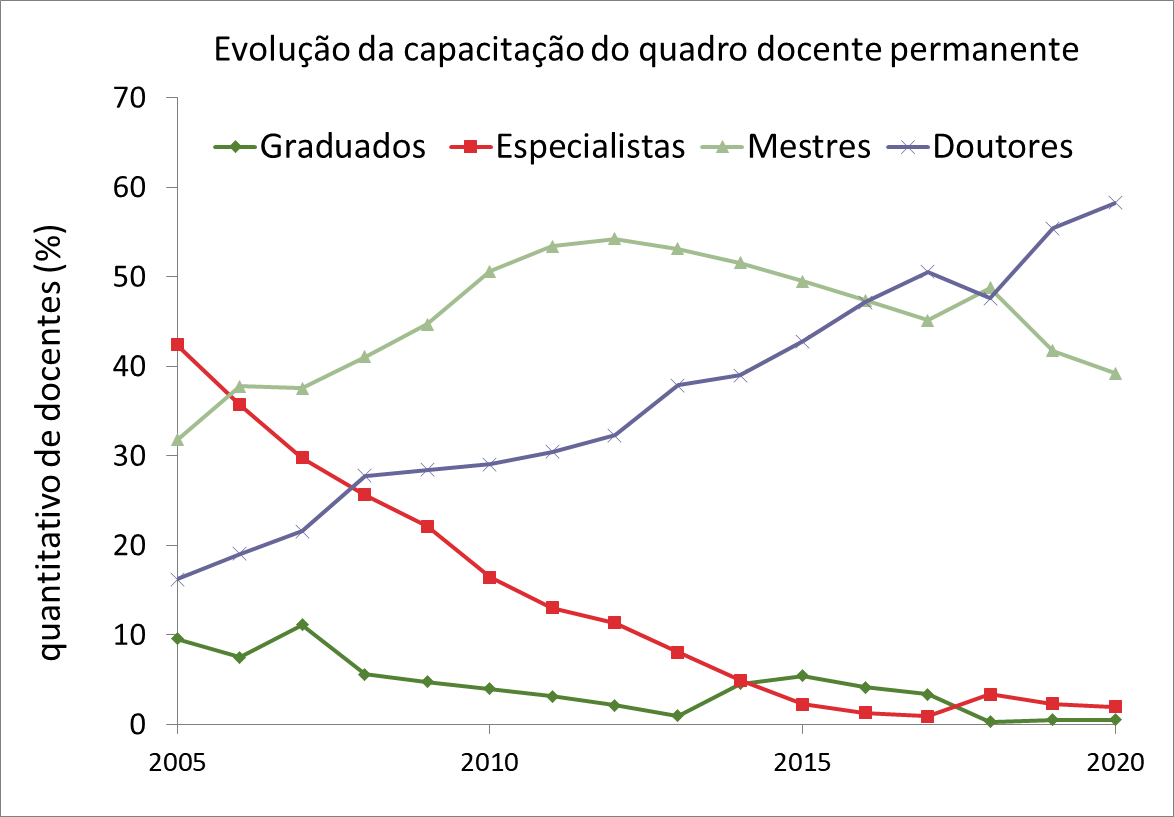 Evolução da capacitação do quadro docente permanente
70
Graduados Especialistas Mestres Doutores
60
50
40
30
20
10
0
quantitativo de docentes (%)
2005 2010 2015 2020